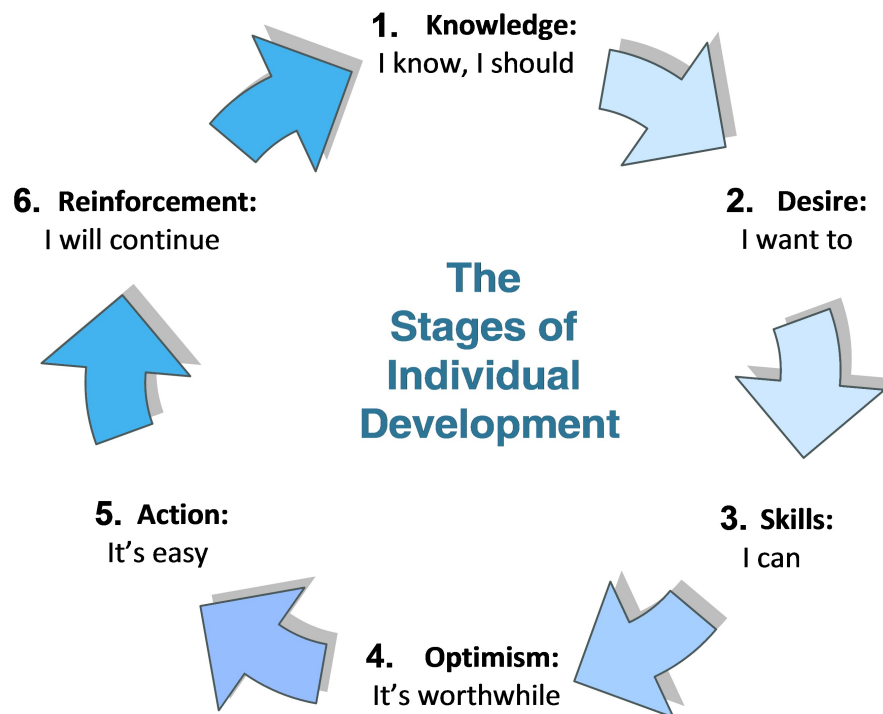 1. Knowledge:
I know, I should
2. Desire:
I want to
3. Skills:
I can
4. Optimism:
It's worthwhile
5. Action:
It's easy
6. Reinforcement:
I will continue
The
Stages of
Individual
Development